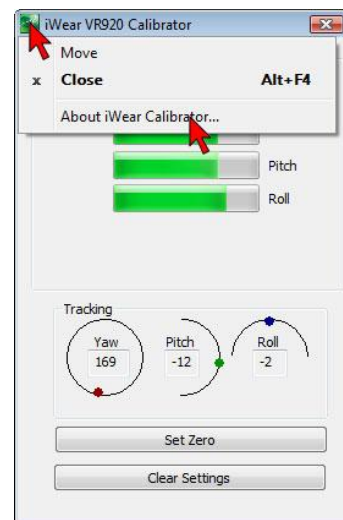 iWear VR920 Calibrator
Move
x Close Alt+F4
About iWear Calibrator...
Pitch
Roll
Tracking
Yaw Pitch Roll
169 -12 -2
Set Zero
Clear Settings